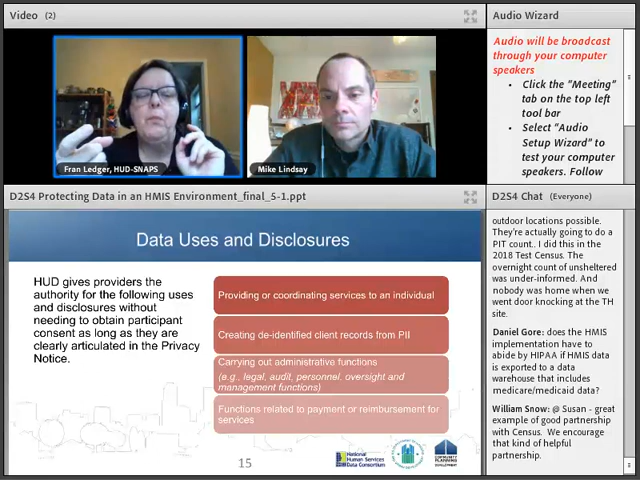 Video (2)
Fran Ledger, HUD-SNAPS
Mike Lindsay
Audio Wizard
Audio will be broadcast
through your computer
speakers
• Click the "Meeting"
tab on the top left
tool bar
• Select "Audio
Setup Wizard" to
test your computer
speakers. Follow
D2S4 Protecting Data in an HMIS Environment_final_5-1.ppt
Data Uses and Disclosures
HUD gives providers the
authority for the following uses
and disclosures without
needing to obtain participant
consent as long as they are
clearly articulated in the Privacy
Notice.
Providing or coordinating services to an individual
Creating de-identified client records from PII
Carrying out administrative functions
(e.g., legal, audit, personnel, oversight and
management functions)
Functions related to payment or reimbursement for
services
15
National
Human Services
Data Consortium
COMMUNITY
PLANNING
DEVELOPMENT
D2S4 Chat (Everyone)
outdoor locations possible.
They're actually going to do a
PIT count.. I did this in the
2018 Test Census. The
overnight count of unsheltered
was under-informed. And
nobody was home when we
went door knocking at the TH
site.
Daniel Gore: does the HMIS
implementation have to
abide by HIPAA if HMIS data
is exported to a data
warehouse that includes
medicare/medicaid data?
William Snow: @ Susan - great
example of good partnership
with Census. We encourage
that kind of helpful
partnership.